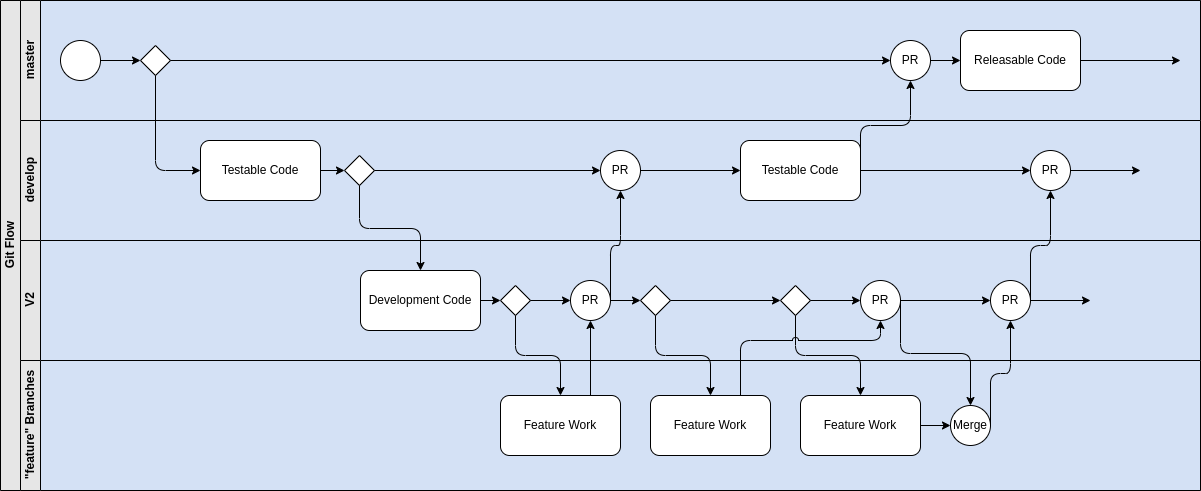 Git Flow
master
PR
Releasable Code
develop
Testable Code
PR
Testable Code
PR
V2
Development Code
PR
PR
PR
"feature" Branches
Feature Work
Feature Work
Feature Work
Merge